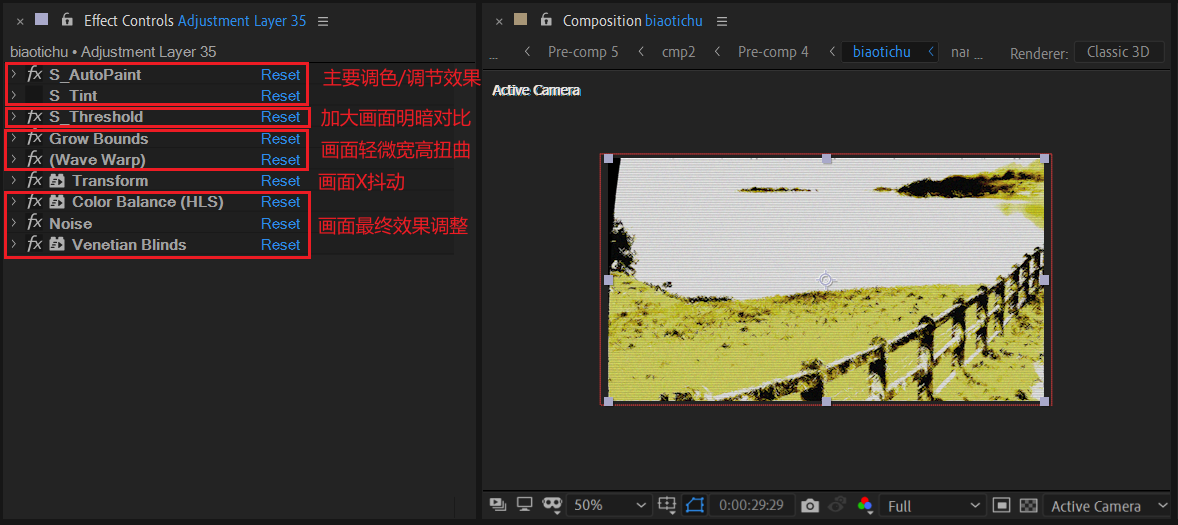 Effect Controls Adjustment Layer 35
biaotichu • Adjustment Layer 35
fx S_AutoPaint Reset 主要调色/调节效果
S_Tint Reset
fx S_Threshold Reset 加大画面明暗对比
fx Grow Bounds Reset
fx (Wave Warp) Reset 画面轻微宽高扭曲
fx Transform Reset 画面X抖动
fx Color Balance (HLS) Reset
fx Noise Reset 画面最终效果调整
fx Venetian Blinds Reset
Composition biaotichu
... Pre-comp 5 cmp2 Pre-comp 4 biaotichu nar ... Renderer: Classic 3D
Active Camera
50% 0:00:29:29 Full Active Camera